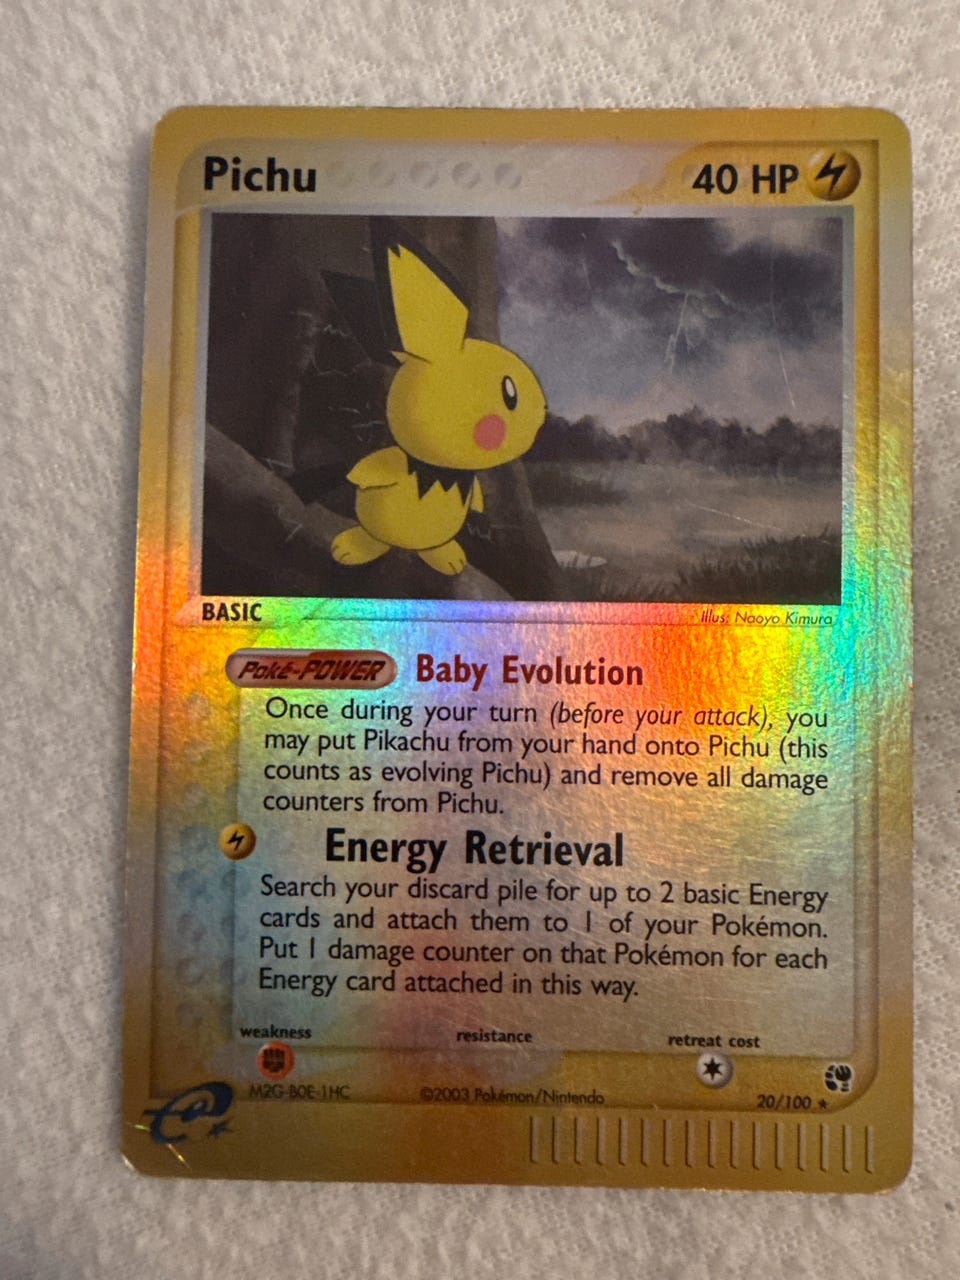 Pichu 40 HP
BASIC Illus. Naoyo Kimura
Poké-POWER Baby Evolution
Once during your turn (before your attack), you
may put Pikachu from your hand onto Pichu (this
counts as evolving Pichu) and remove all damage
counters from Pichu.
Energy Retrieval
Search your discard pile for up to 2 basic Energy
cards and attach them to 1 of your Pokémon.
Put 1 damage counter on that Pokémon for each
Energy card attached in this way.
weakness resistance retreat cost
M2G-B0E-1HC ©2003 Pokémon/Nintendo 20/100 ★
e